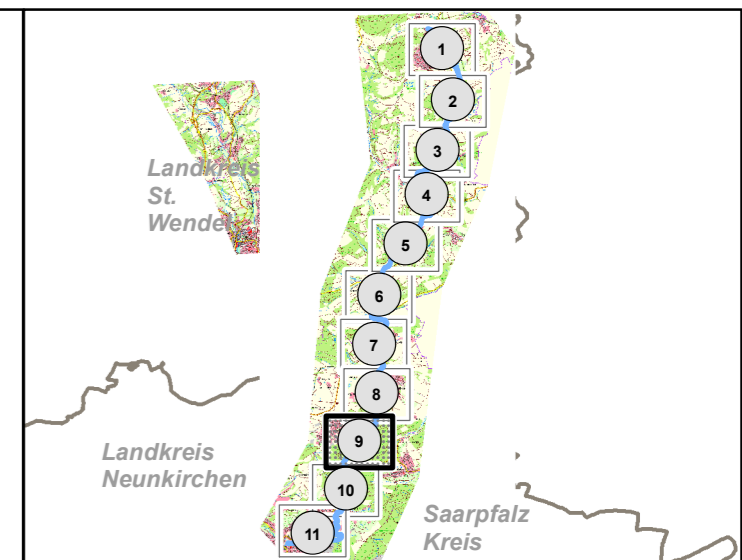 1
2
3
Landkreis
St.
Wendel
4
5
6
7
8
9
Landkreis
Neunkirchen
10
Saarpfalz
Kreis
11